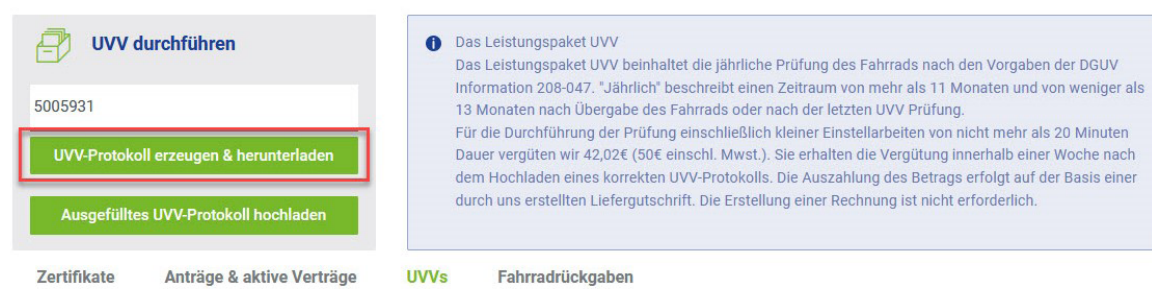 UVV durchführen
5005931
UVV-Protokoll erzeugen & herunterladen
Ausgefülltes UVV-Protokoll hochladen
Das Leistungspaket UVV
Das Leistungspaket UVV beinhaltet die jährliche Prüfung des Fahrrads nach den Vorgaben der DGUV
Information 208-047. "Jährlich" beschreibt einen Zeitraum von mehr als 11 Monaten und von weniger als
13 Monaten nach Übergabe des Fahrrads oder nach der letzten UVV Prüfung.
Für die Durchführung der Prüfung einschließlich kleiner Einstellarbeiten von nicht mehr als 20 Minuten
Dauer vergüten wir 42,02€ (50€ einschl. Mwst.). Sie erhalten die Vergütung innerhalb einer Woche nach
dem Hochladen eines korrekten UVV-Protokolls. Die Auszahlung des Betrags erfolgt auf der Basis einer
durch uns erstellten Liefergutschrift. Die Erstellung einer Rechnung ist nicht erforderlich.
Zertifikate Anträge & aktive Verträge UVVs Fahrradrückgaben